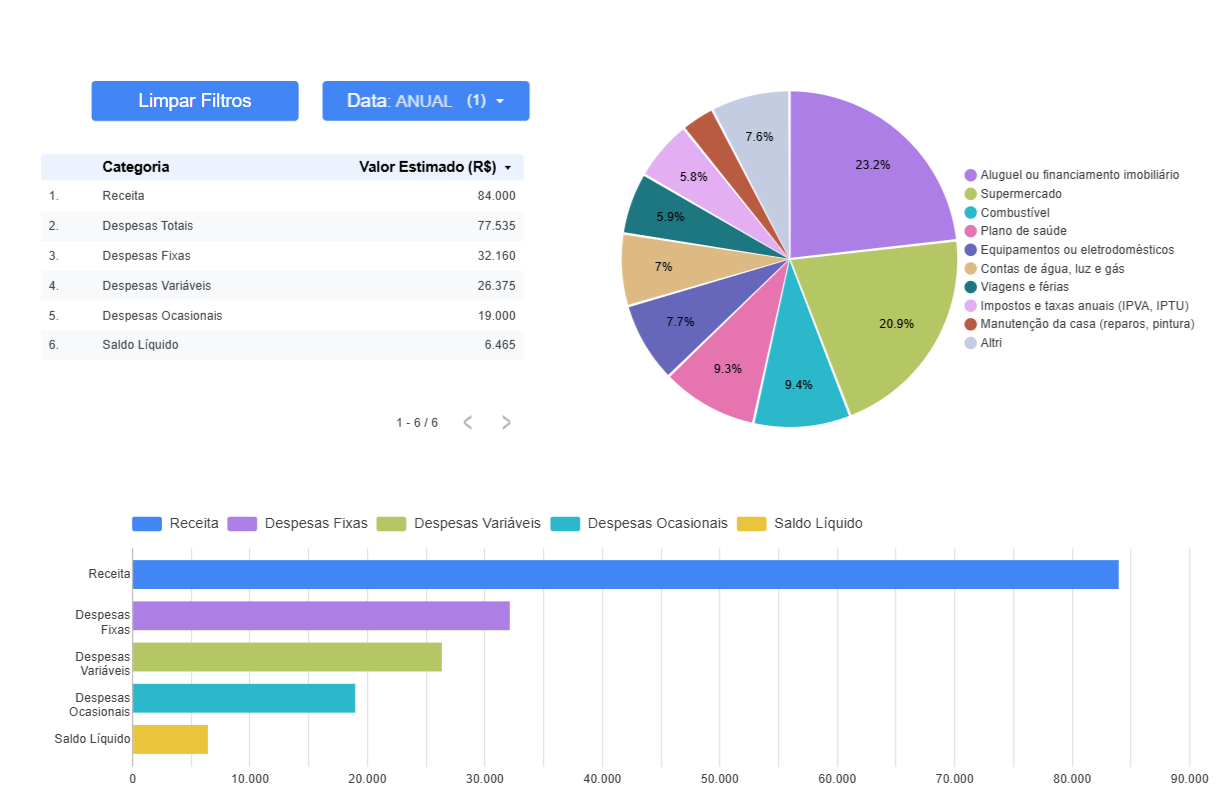 Limpar Filtros
Data: ANUAL (1)
Categoria Valor Estimado (R$)
1. Receita 84.000
2. Despesas Totais 77.535
3. Despesas Fixas 32.160
4. Despesas Variáveis 26.375
5. Despesas Ocasionais 19.000
6. Saldo Líquido 6.465
1 - 6 / 6
23.2%
20.9%
9.4%
9.3%
7.7%
7%
5.9%
5.8%
7.6%
Aluguel ou financiamento imobiliário
Supermercado
Combustível
Plano de saúde
Equipamentos ou eletrodomésticos
Contas de água, luz e gás
Viagens e férias
Impostos e taxas anuais (IPVA, IPTU)
Manutenção da casa (reparos, pintura)
Altri
Receita Despesas Fixas Despesas Variáveis Despesas Ocasionais Saldo Líquido
Receita
Despesas
Fixas
Despesas
Variáveis
Despesas
Ocasionais
Saldo Líquido
0 10.000 20.000 30.000 40.000 50.000 60.000 70.000 80.000 90.000